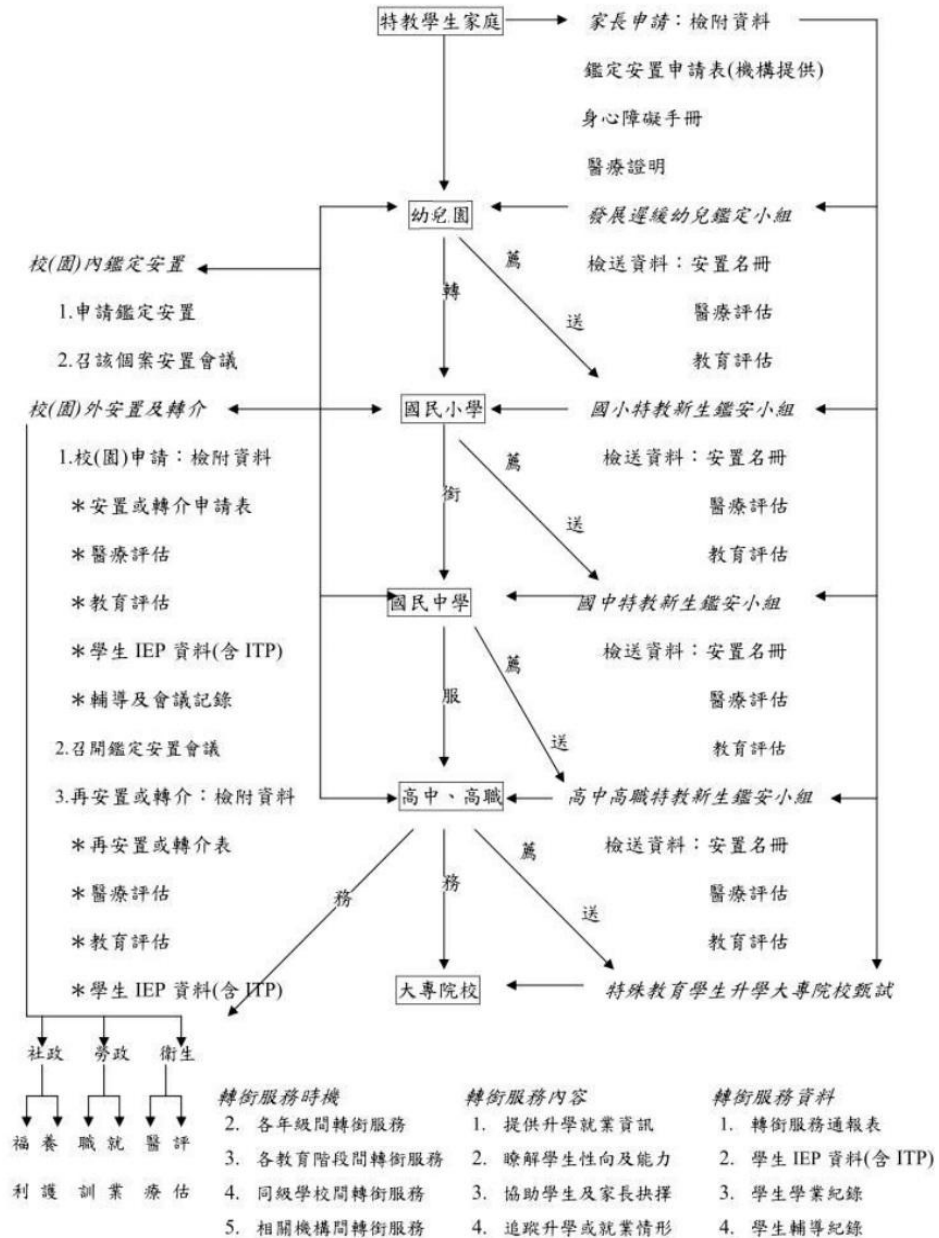 特教學生家庭
家長申請：檢附資料
鑑定安置申請表(機構提供)
身心障礙手冊
醫療證明
幼兒園
發展遲緩幼兒鑑定小組
校(園)內鑑定安置
1.申請鑑定安置
2.召該個案安置會議
轉
薦
送
檢送資料：安置名冊
醫療評估
教育評估
校(園)外安置及轉介
國民小學
國小特教新生鑑安小組
1.校(園)申請：檢附資料
＊安置或轉介申請表
＊醫療評估
＊教育評估
銜
薦
送
檢送資料：安置名冊
醫療評估
教育評估
國民中學
國中特教新生鑑安小組
＊學生 IEP 資料(含 ITP)
＊輔導及會議記錄
2.召開鑑定安置會議
服
薦
送
檢送資料：安置名冊
醫療評估
教育評估
3.再安置或轉介：檢附資料
高中、高職
高中高職特教新生鑑安小組
＊再安置或轉介表
＊醫療評估
＊教育評估
＊學生 IEP 資料(含 ITP)
務
務
薦
送
檢送資料：安置名冊
醫療評估
教育評估
大專院校
特殊教育學生升學大專院校甄試
社政
勞政
衛生
福利
養護
職訓
就業
醫療
評估
轉銜服務時機
2. 各年級間轉銜服務
3. 各教育階段間轉銜服務
4. 同級學校間轉銜服務
5. 相關機構間轉銜服務
轉銜服務內容
1. 提供升學就業資訊
2. 瞭解學生性向及能力
3. 協助學生及家長抉擇
4. 追蹤升學或就業情形
轉銜服務資料
1. 轉銜服務通報表
2. 學生 IEP 資料(含 ITP)
3. 學生學業紀錄
4. 學生輔導紀錄